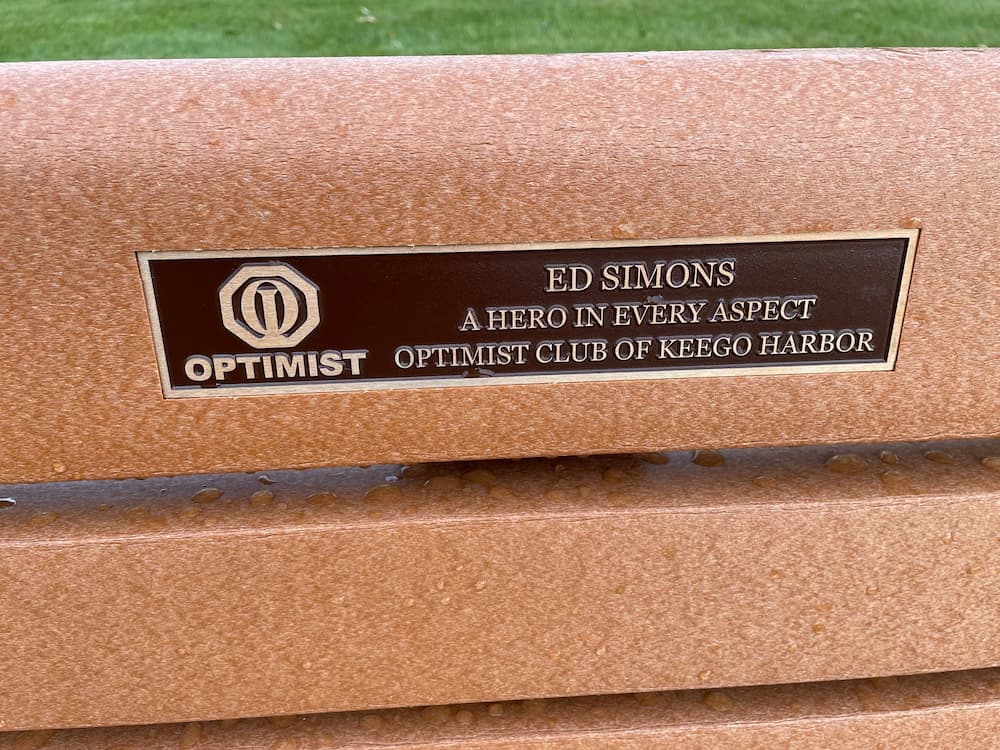 ED SIMONS
A HERO IN EVERY ASPECT
OPTIMIST CLUB OF KEEGO HARBOR
OPTIMIST